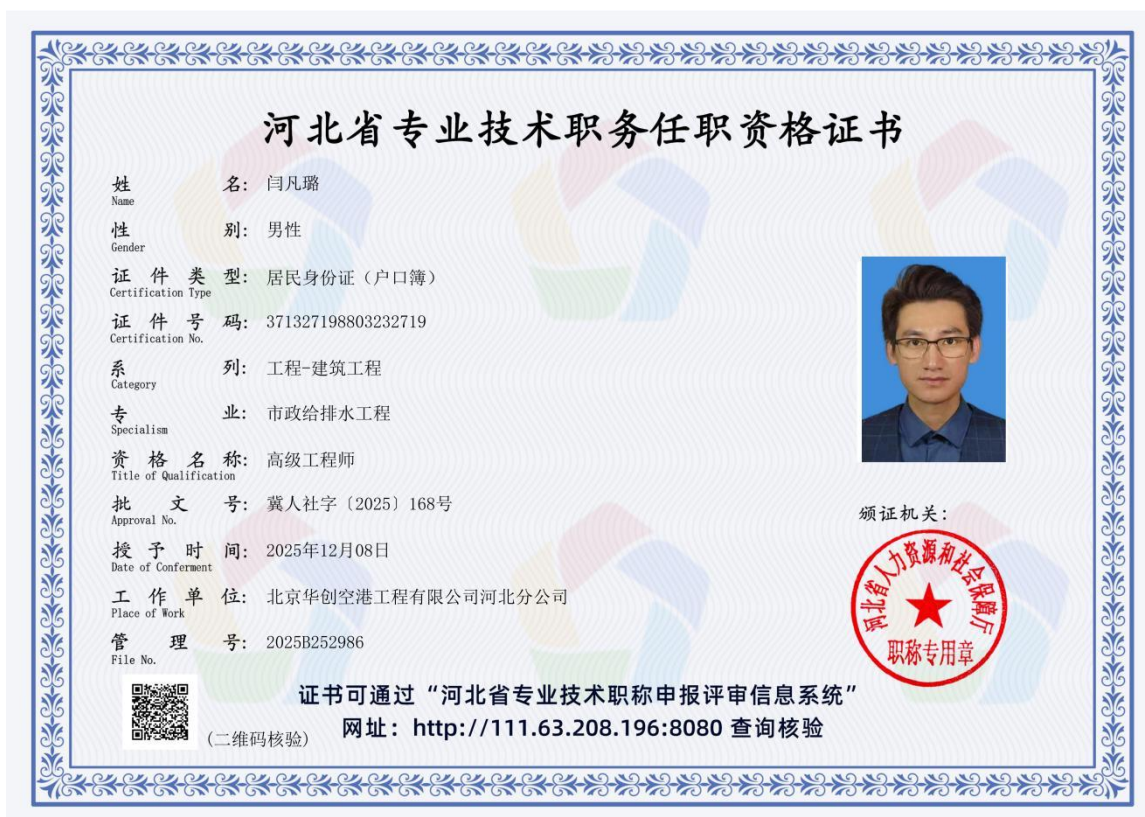 河北省专业技术职务任职资格证书
姓名: 闫凡璐
Name
性别: 男性
Gender
证件类型: 居民身份证（户口簿）
Certification Type
证件号码: 371327198803232719
Certification No.
系列: 工程-建筑工程
Category
专业: 市政给排水工程
Specialism
资格名称: 高级工程师
Title of Qualification
批文号: 冀人社字〔2025〕168号
Approval No.
授予时间: 2025年12月08日
Date of Conferment
工作单位: 北京华创空港工程有限公司河北分公司
Place of Work
管理号: 2025B252986
File No.
颁证机关:
河北省人力资源和社会保障厅
职称专用章
证书可通过“河北省专业技术职称申报评审信息系统”
(二维码核验) 网址：http://111.63.208.196:8080 查询核验